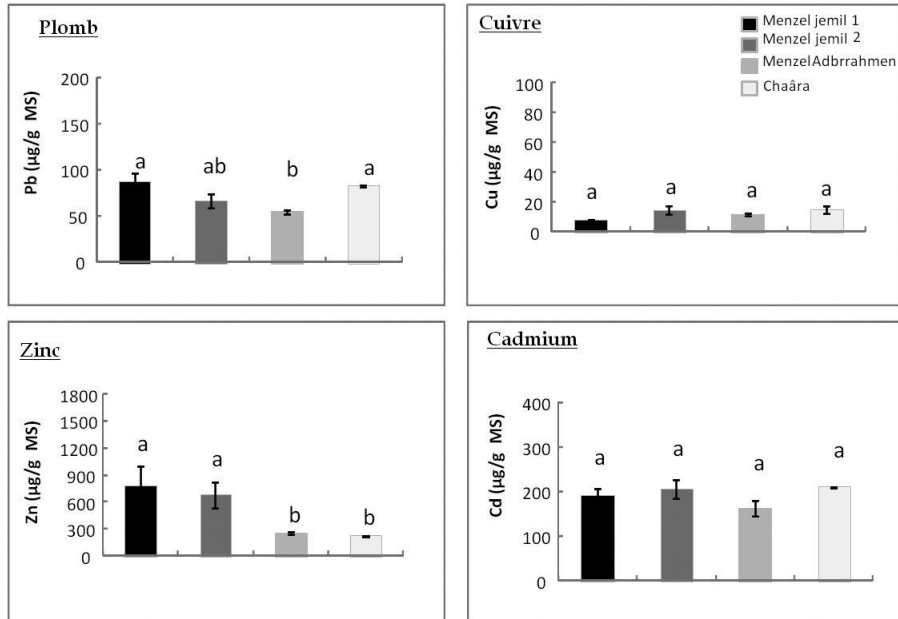 Plomb
Pb (µg/g MS)
200
150
100
50
0
a
ab
b
a
Cuivre
Menzel jemil 1
Menzel jemil 2
MenzelAdbrrahmen
Chaâra
Cu (µg/g MS)
100
80
60
40
20
0
a
a
a
a
Zinc
Zn (µg/g MS)
1800
1500
1200
900
600
300
0
a
a
b
b
Cadmium
Cd (µg/g MS)
400
300
200
100
0
a
a
a
a